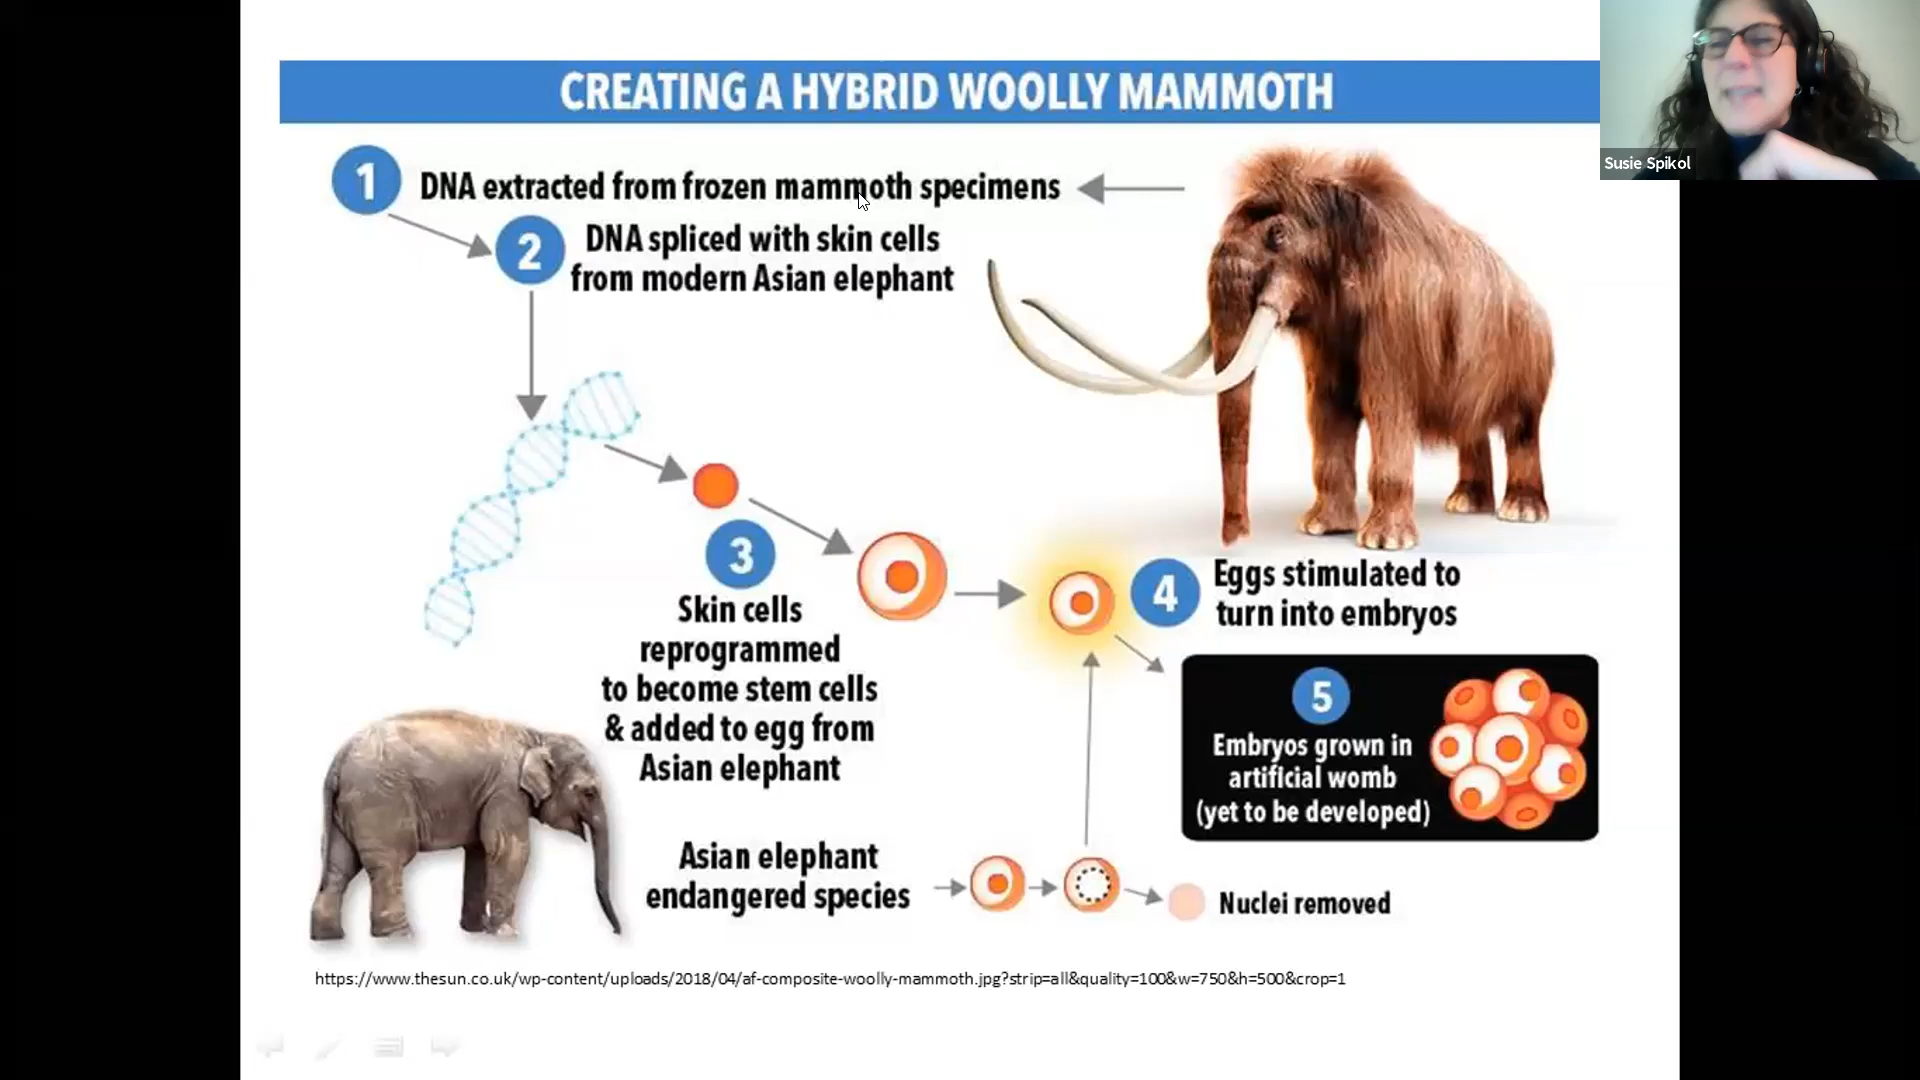 CREATING A HYBRID WOOLLY MAMMOTH
Susie Spikol
1
DNA extracted from frozen mammoth specimens
2
DNA spliced with skin cells
from modern Asian elephant
3
Skin cells
reprogrammed
to become stem cells
& added to egg from
Asian elephant
4
Eggs stimulated to
turn into embryos
5
Embryos grown in
artificial womb
(yet to be developed)
Asian elephant
endangered species
Nuclei removed
https://www.thesun.co.uk/wp-content/uploads/2018/04/af-composite-woolly-mammoth.jpg?strip=all&quality=100&w=750&h=500&crop=1